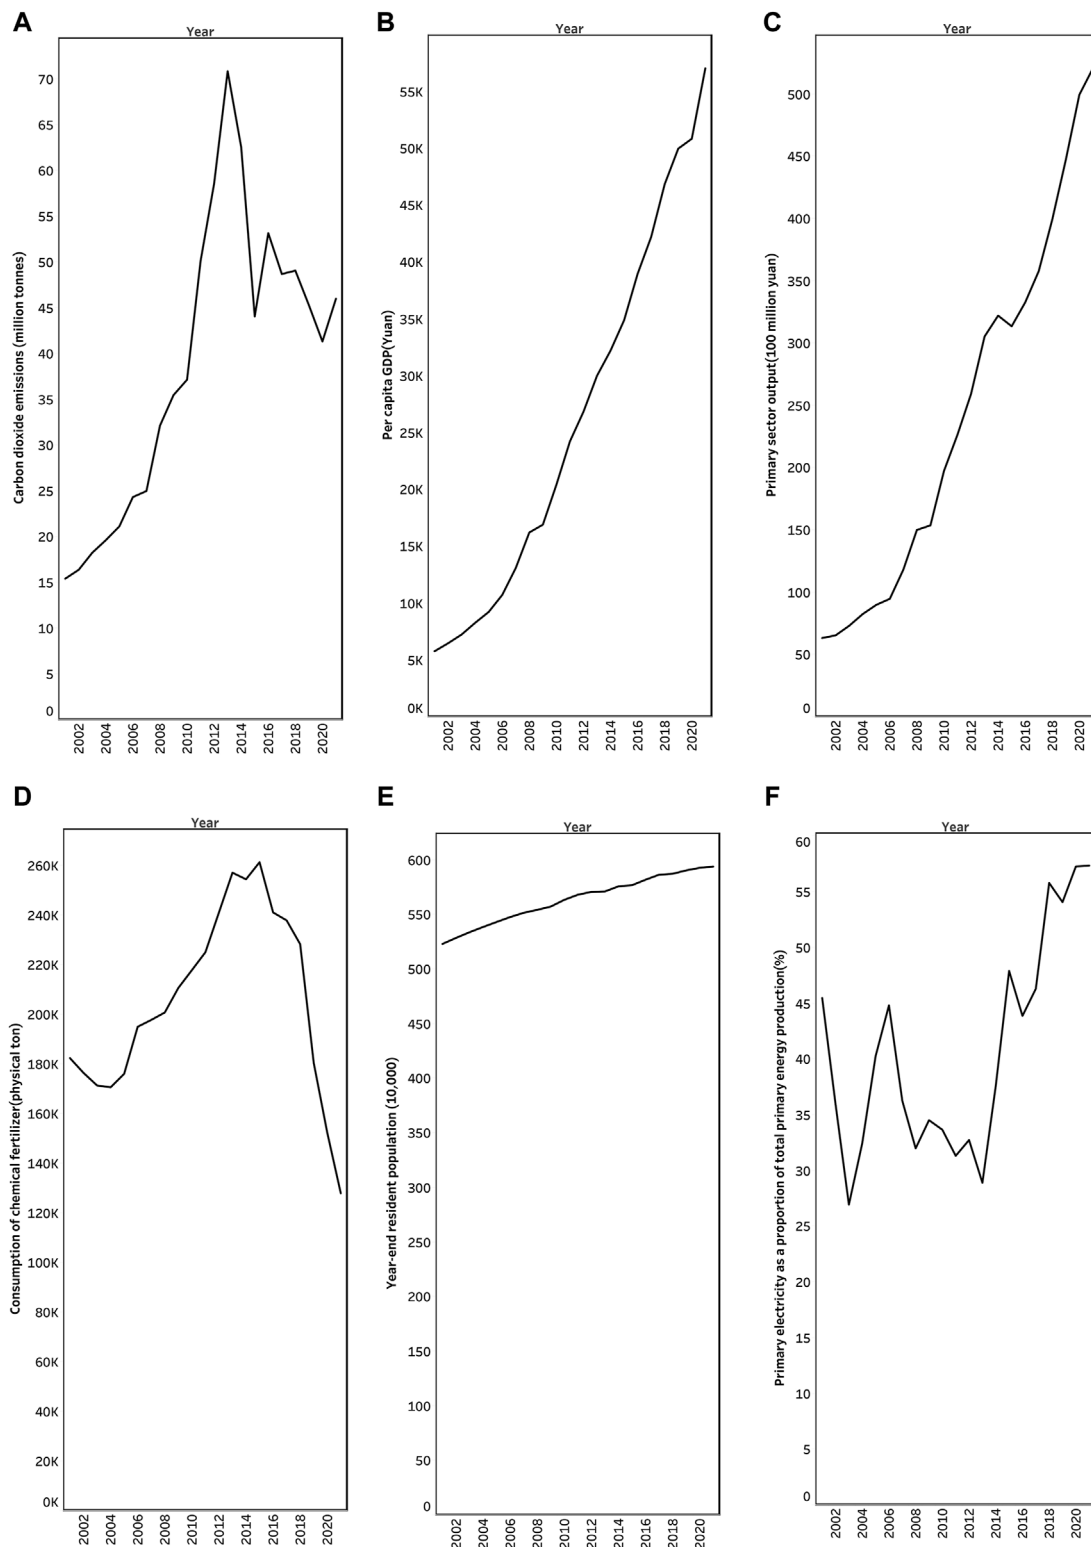 A
Year
Carbon dioxide emissions (million tonnes)
70
65
60
55
50
45
40
35
30
25
20
15
10
5
0
2002
2004
2006
2008
2010
2012
2014
2016
2018
2020
B
Year
Per capita GDP(Yuan)
55K
50K
45K
40K
35K
30K
25K
20K
15K
10K
5K
0K
2002
2004
2006
2008
2010
2012
2014
2016
2018
2020
C
Year
Primary sector output(100 million yuan)
500
450
400
350
300
250
200
150
100
50
0
2002
2004
2006
2008
2010
2012
2014
2016
2018
2020
D
Year
Consumption of chemical fertilizer(physical ton)
260K
240K
220K
200K
180K
160K
140K
120K
100K
80K
60K
40K
20K
0K
2002
2004
2006
2008
2010
2012
2014
2016
2018
2020
E
Year
Year-end resident population (10,000)
600
550
500
450
400
350
300
250
200
150
100
50
0
2002
2004
2006
2008
2010
2012
2014
2016
2018
2020
F
Year
Primary electricity as a proportion of total primary energy production(%)
60
55
50
45
40
35
30
25
20
15
10
5
0
2002
2004
2006
2008
2010
2012
2014
2016
2018
2020